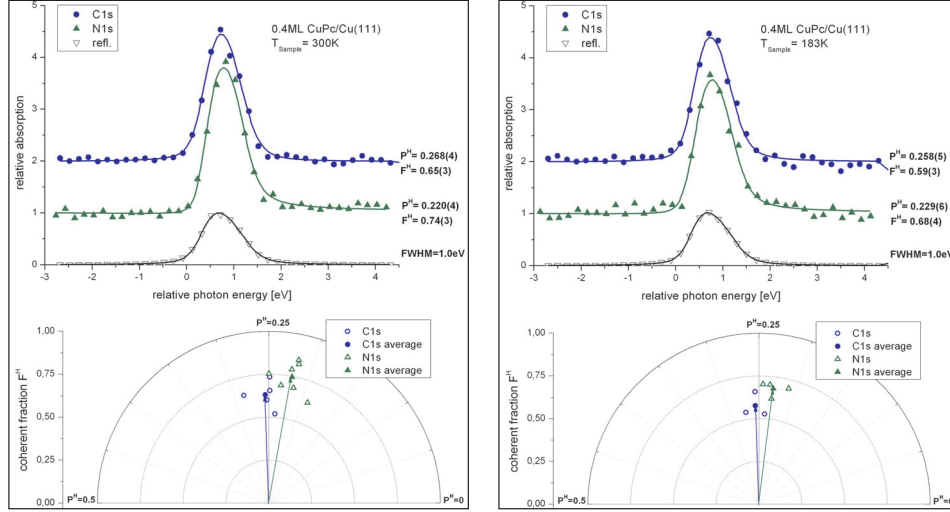 5
C1s
N1s
refl.
0.4ML CuPc/Cu(111)
T Sample = 300K
4
3
relative absorption
2
P^H= 0.268(4)
F^H= 0.65(3)
P^H= 0.220(4)
F^H= 0.74(3)
1
FWHM=1.0eV
0
-3 -2 -1 0 1 2 3 4
relative photon energy [eV]
P^H=0.25
1,00
C1s
C1s average
N1s
N1s average
0,75
coherent fraction F^H
0,50
0,25
0,00
P^H=0.5
P^H=0
5
C1s
N1s
refl.
0.4ML CuPc/Cu(111)
T Sample = 183K
4
3
relative absorption
2
P^H= 0.258(5)
F^H= 0.59(3)
P^H= 0.229(6)
F^H= 0.68(4)
1
FWHM=1.0eV
0
-3 -2 -1 0 1 2 3 4
relative photon energy [eV]
P^H=0.25
1,00
C1s
C1s average
N1s
N1s average
0,75
coherent fraction F^H
0,50
0,25
0,00
P^H=0.5
P^H=0